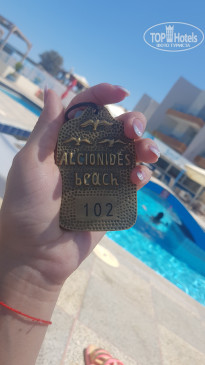 TOP Hotels
ALCIONIDES
beach
102